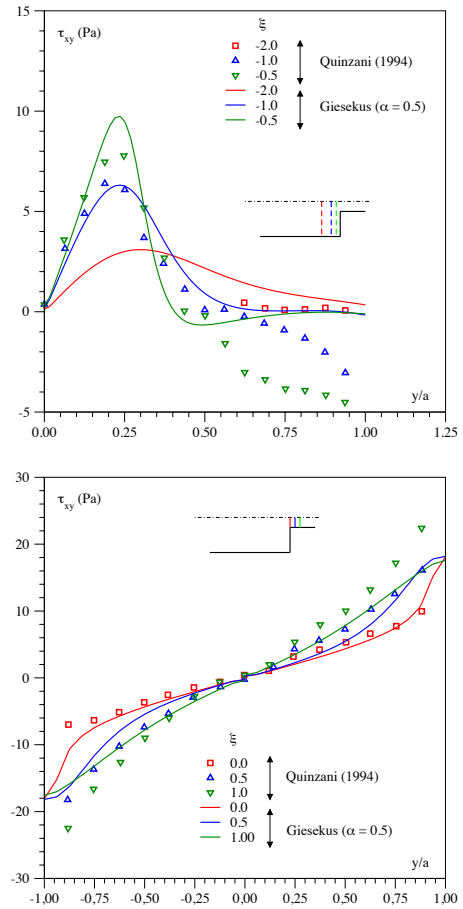 15
τxy (Pa)
ξ
-2.0
-1.0
-0.5
Quinzani (1994)
-2.0
-1.0
-0.5
Giesekus (α = 0.5)
10
5
0
-5
y/a
0.00 0.25 0.50 0.75 1.00 1.25
30
τxy (Pa)
20
10
0
-10
-20
-30
ξ
0.0
0.5
1.0
Quinzani (1994)
0.0
0.5
1.00
Giesekus (α = 0.5)
y/a
-1,00 -0,75 -0,50 -0,25 0,00 0,25 0,50 0,75 1,00